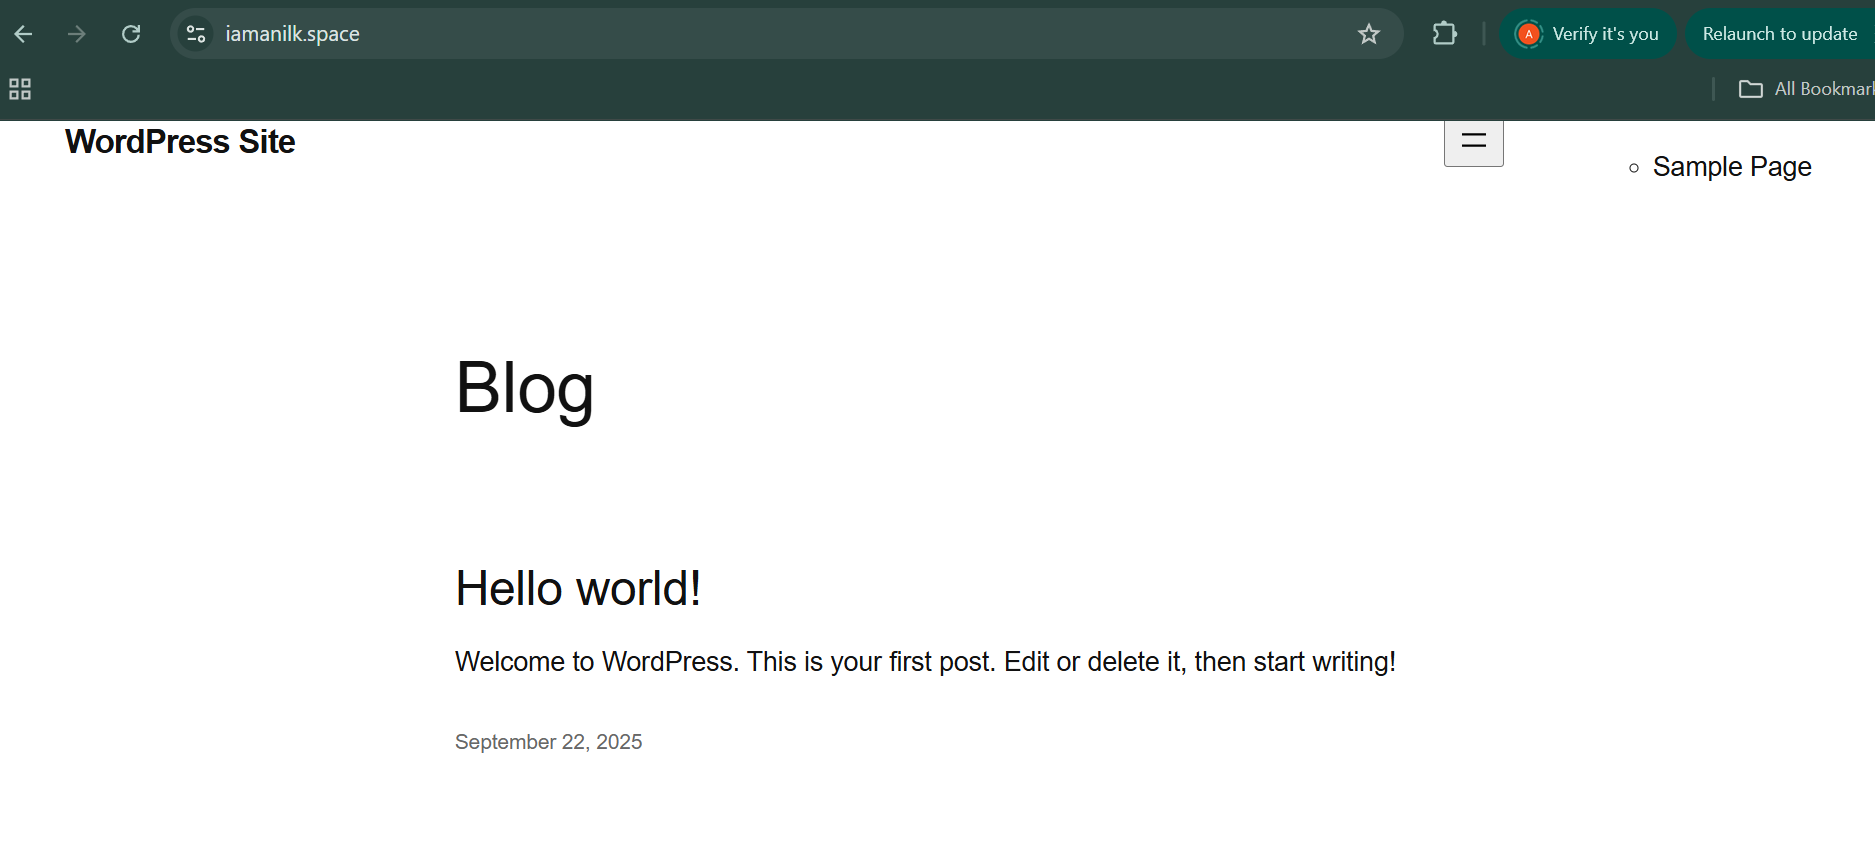 iamanilk.space
A
Verify it's you
Relaunch to update
All Bookmar
WordPress Site
Sample Page
Blog
Hello world!
Welcome to WordPress. This is your first post. Edit or delete it, then start writing!
September 22, 2025